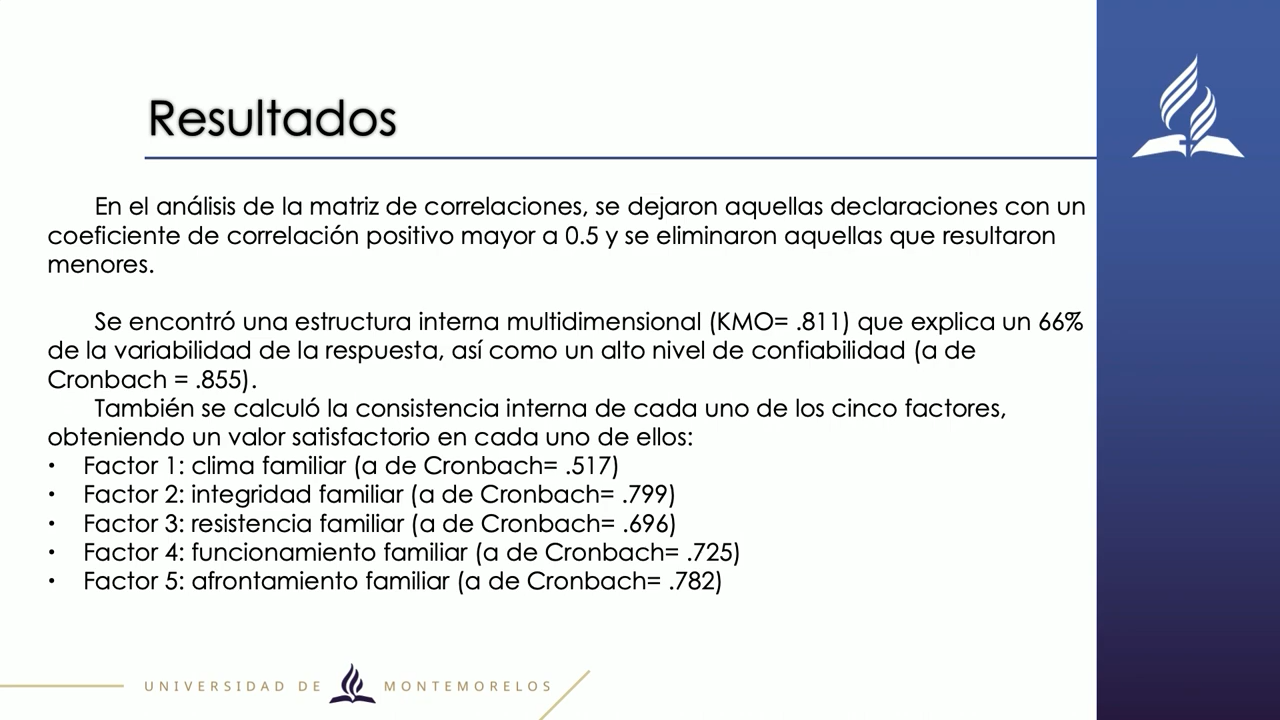 Resultados
En el análisis de la matriz de correlaciones, se dejaron aquellas declaraciones con un
coeficiente de correlación positivo mayor a 0.5 y se eliminaron aquellas que resultaron
menores.
Se encontró una estructura interna multidimensional (KMO= .811) que explica un 66%
de la variabilidad de la respuesta, así como un alto nivel de confiabilidad (a de
Cronbach = .855).
También se calculó la consistencia interna de cada uno de los cinco factores,
obteniendo un valor satisfactorio en cada uno de ellos:
• Factor 1: clima familiar (a de Cronbach= .517)
• Factor 2: integridad familiar (a de Cronbach= .799)
• Factor 3: resistencia familiar (a de Cronbach= .696)
• Factor 4: funcionamiento familiar (a de Cronbach= .725)
• Factor 5: afrontamiento familiar (a de Cronbach= .782)
UNIVERSIDAD DE MONTEMORELOS